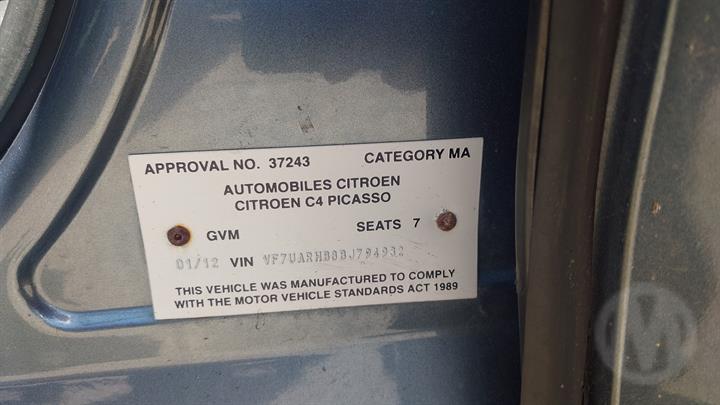 APPROVAL NO. 37243 CATEGORY MA
AUTOMOBILES CITROEN
CITROEN C4 PICASSO
GVM SEATS 7
01/12 VIN
THIS VEHICLE WAS MANUFACTURED TO COMPLY
WITH THE MOTOR VEHICLE STANDARDS ACT 1989
M